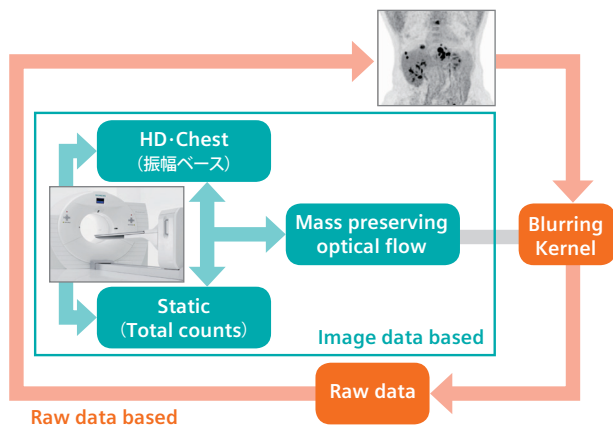 HD・Chest
（振幅ベース）
Mass preserving
optical flow
Blurring
Kernel
Static
（Total counts）
Image data based
Raw data
Raw data based